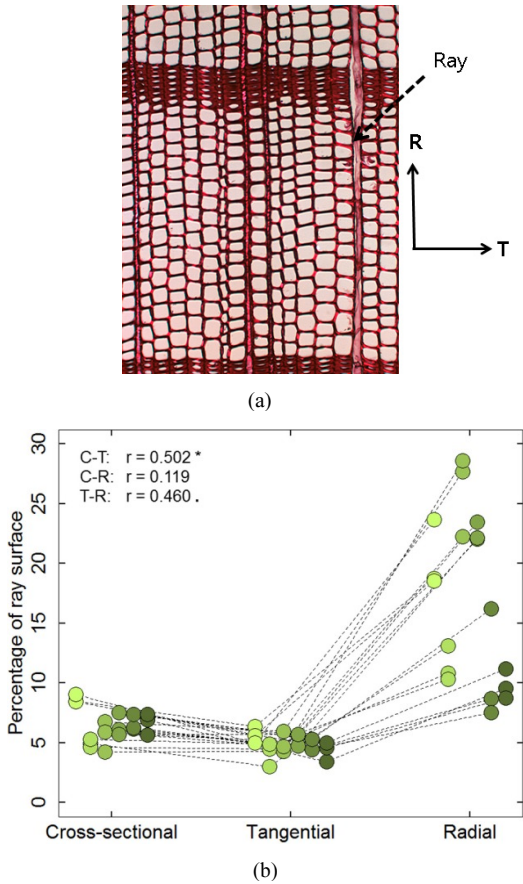 Ray
R
T
(a)
30
25
20
15
10
5
0
Percentage of ray surface
C-T: r = 0.502 *
C-R: r = 0.119
T-R: r = 0.460 .
Cross-sectional Tangential Radial
(b)